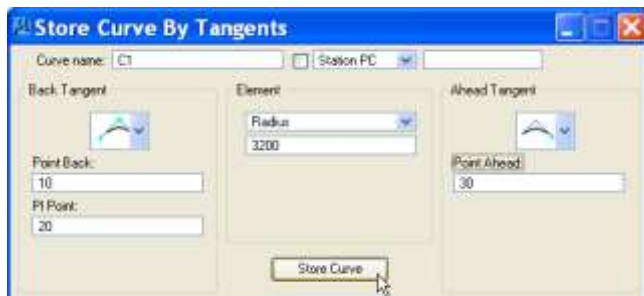 Store Curve By Tangents
Curve name: C1 Station PC
Back Tangent Element Ahead Tangent
Radius
3200
Point Back: Point Ahead:
10 30
PI Point:
20
Store Curve